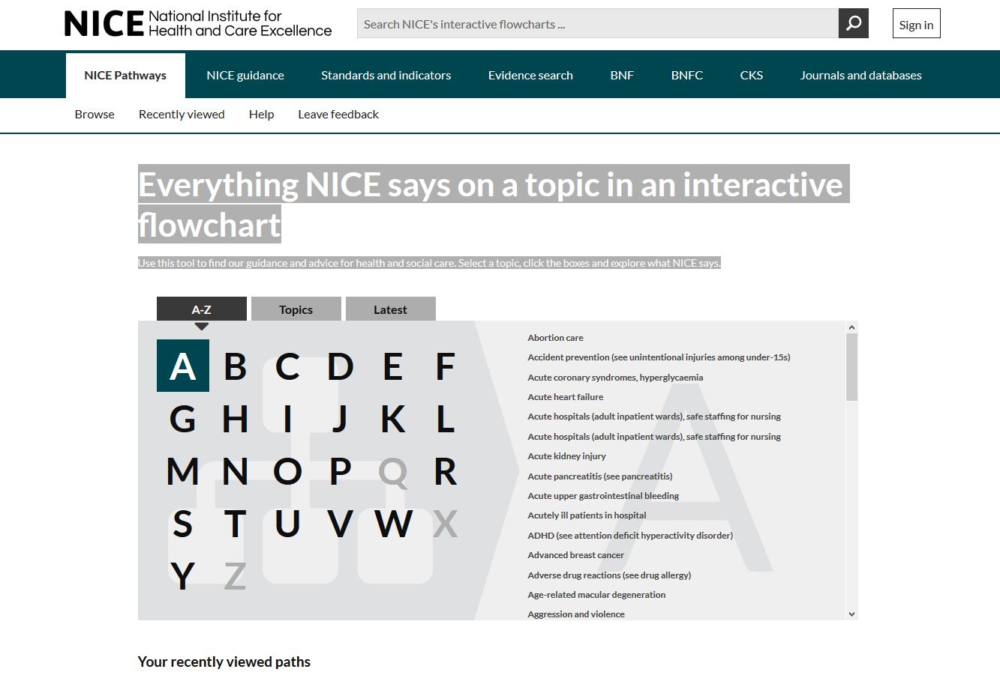 NICE National Institute for
Health and Care Excellence
Search NICE's interactive flowcharts ...
Sign in
NICE Pathways
NICE guidance
Standards and indicators
Evidence search
BNF
BNFC
CKS
Journals and databases
Browse
Recently viewed
Help
Leave feedback
Everything NICE says on a topic in an interactive
flowchart
Use this tool to find our guidance and advice for health and social care. Select a topic, click the boxes and explore what NICE says.
A-Z
Topics
Latest
A B C D E F
G H I J K L
M N O P Q R
S T U V W X
Y Z
A
Abortion care
Accident prevention (see unintentional injuries among under-15s)
Acute coronary syndromes, hyperglycaemia
Acute heart failure
Acute hospitals (adult inpatient wards), safe staffing for nursing
Acute hospitals (adult inpatient wards), safe staffing for nursing
Acute kidney injury
Acute pancreatitis (see pancreatitis)
Acute upper gastrointestinal bleeding
Acutely ill patients in hospital
ADHD (see attention deficit hyperactivity disorder)
Advanced breast cancer
Adverse drug reactions (see drug allergy)
Age-related macular degeneration
Aggression and violence
Your recently viewed paths